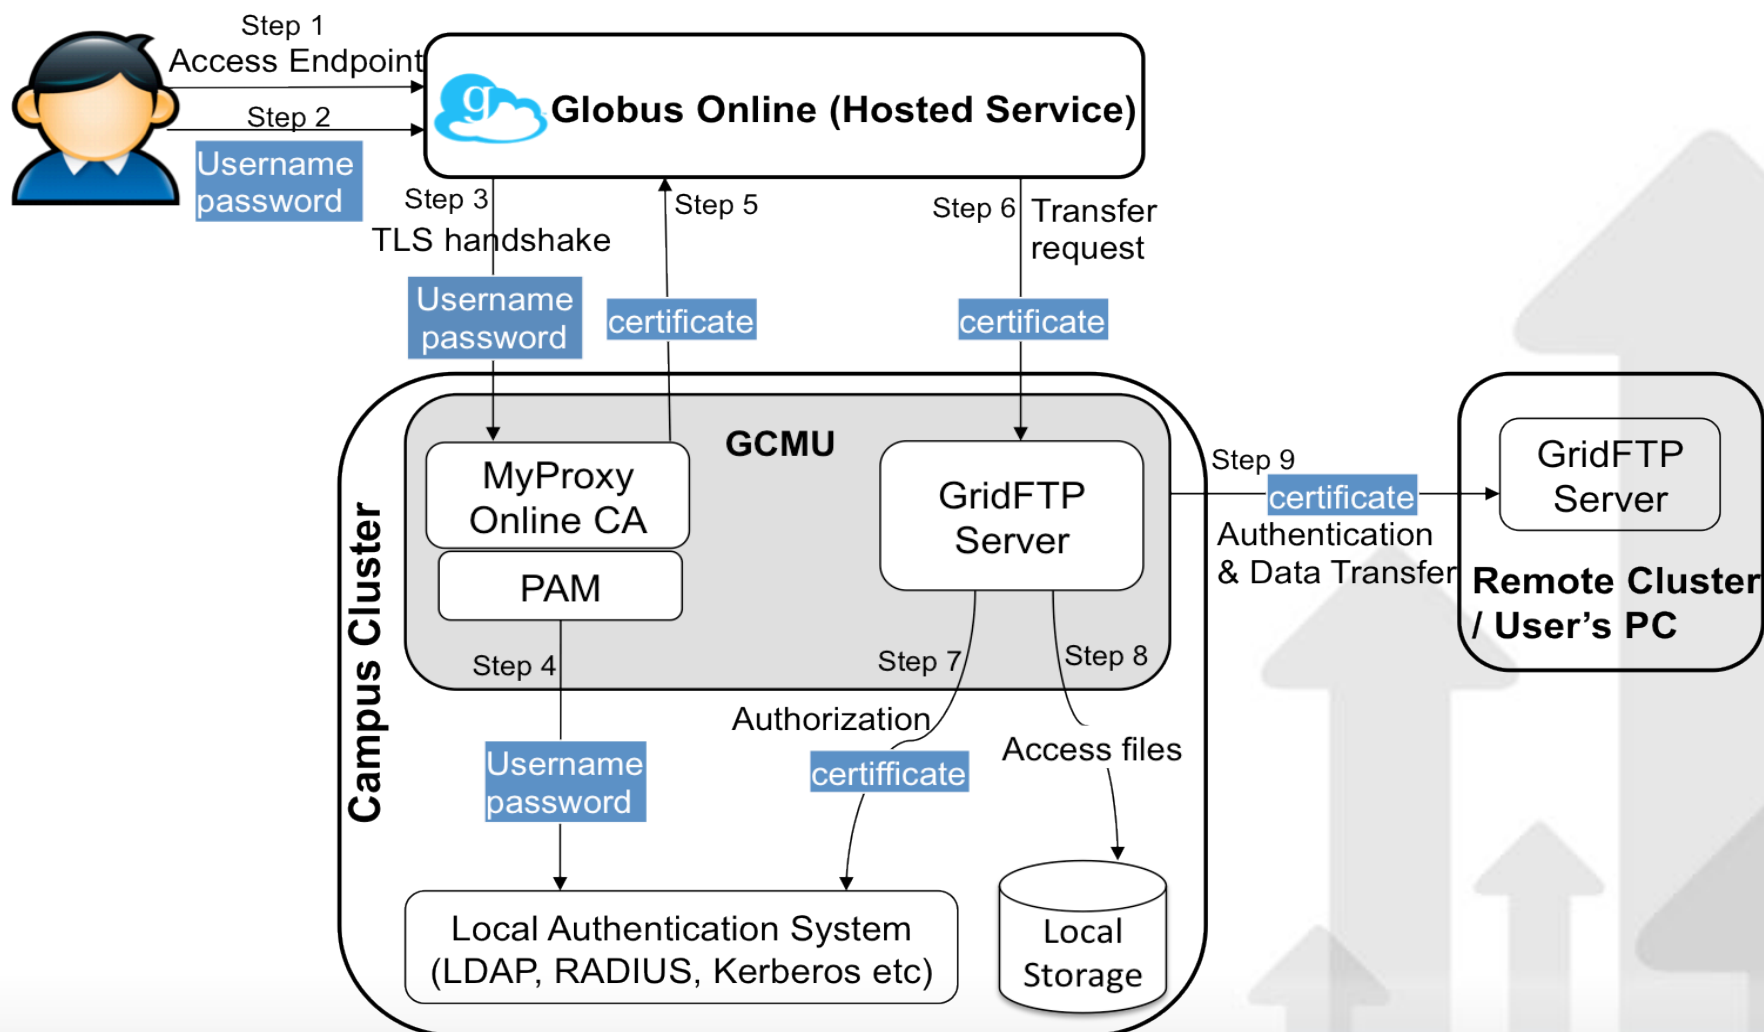 Step 1
Access Endpoint
Step 2
Username
password
g
Globus Online (Hosted Service)
Step 3
TLS handshake
Username
password
Step 5
certificate
Step 6
Transfer
request
certificate
Campus Cluster
GCMU
MyProxy
Online CA
PAM
GridFTP
Server
Step 9
certificate
Authentication
& Data Transfer
GridFTP
Server
Remote Cluster
/ User’s PC
Step 4
Username
password
Step 7
Authorization
certifficate
Step 8
Access files
Local Authentication System
(LDAP, RADIUS, Kerberos etc)
Local
Storage